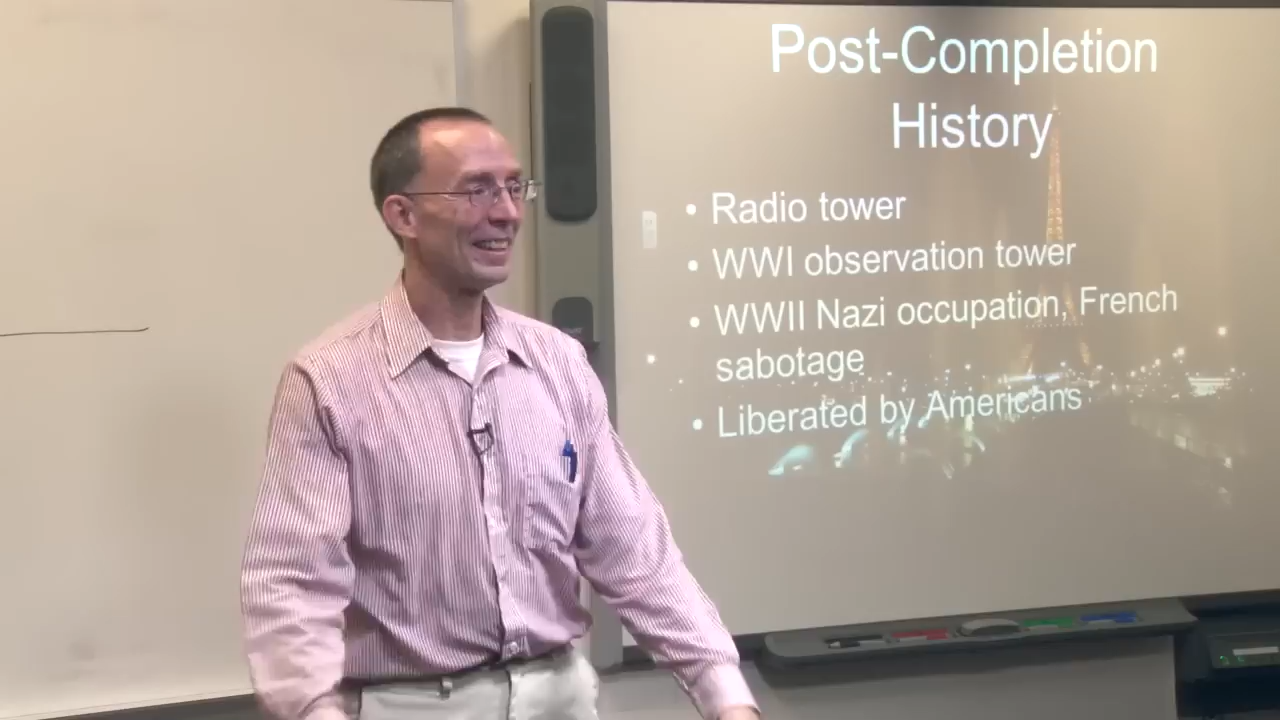 Post-Completion
History
• Radio tower
• WWI observation tower
• WWII Nazi occupation, French
sabotage
• Liberated by Americans